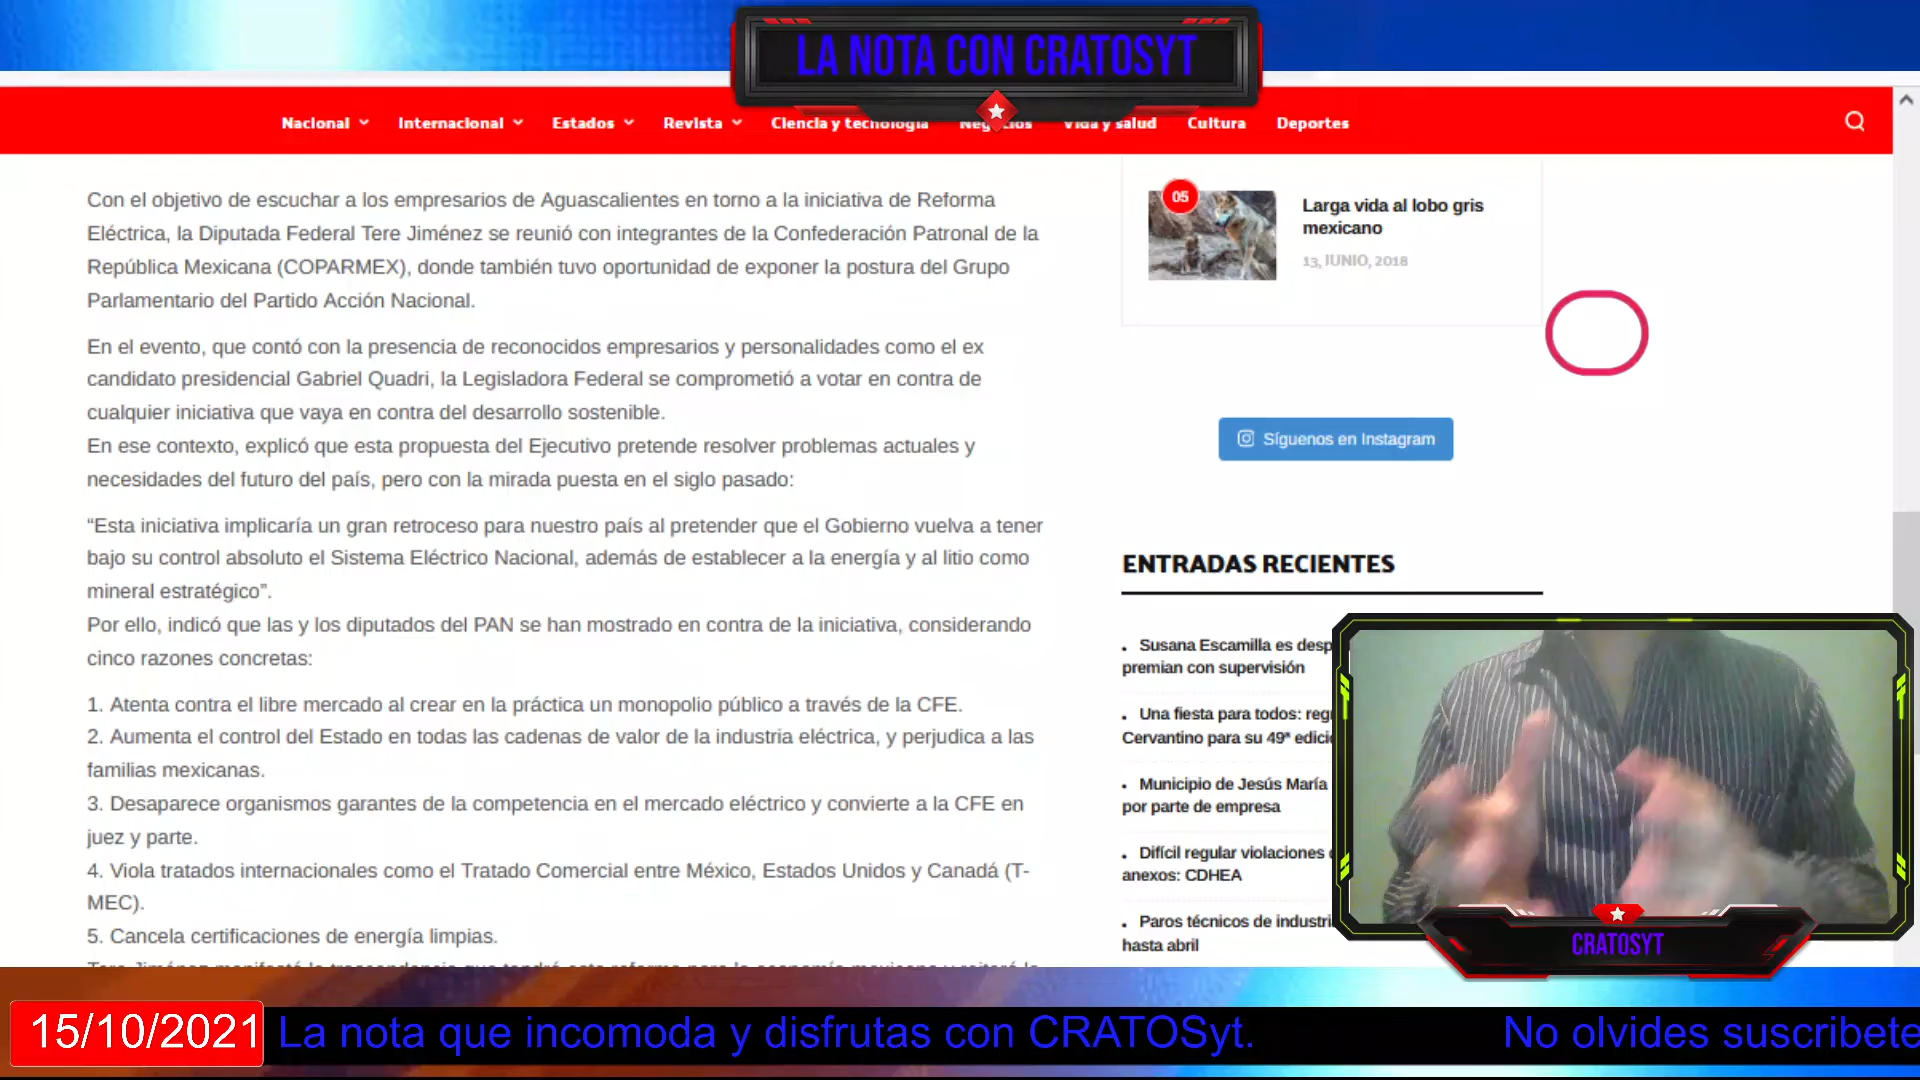 LA NOTA CON CRATOSYT
Nacional
Internacional
Estados
Revista
Ciencia y tecnología
Negocios
Vida y salud
Cultura
Deportes
Con el objetivo de escuchar a los empresarios de Aguascalientes en torno a la iniciativa de Reforma
Eléctrica, la Diputada Federal Tere Jiménez se reunió con integrantes de la Confederación Patronal de la
República Mexicana (COPARMEX), donde también tuvo oportunidad de exponer la postura del Grupo
Parlamentario del Partido Acción Nacional.
En el evento, que contó con la presencia de reconocidos empresarios y personalidades como el ex
candidato presidencial Gabriel Quadri, la Legisladora Federal se comprometió a votar en contra de
cualquier iniciativa que vaya en contra del desarrollo sostenible.
En ese contexto, explicó que esta propuesta del Ejecutivo pretende resolver problemas actuales y
necesidades del futuro del país, pero con la mirada puesta en el siglo pasado:
“Esta iniciativa implicaría un gran retroceso para nuestro país al pretender que el Gobierno vuelva a tener
bajo su control absoluto el Sistema Eléctrico Nacional, además de establecer a la energía y al litio como
mineral estratégico”.
Por ello, indicó que las y los diputados del PAN se han mostrado en contra de la iniciativa, considerando
cinco razones concretas:
1. Atenta contra el libre mercado al crear en la práctica un monopolio público a través de la CFE.
2. Aumenta el control del Estado en todas las cadenas de valor de la industria eléctrica, y perjudica a las
familias mexicanas.
3. Desaparece organismos garantes de la competencia en el mercado eléctrico y convierte a la CFE en
juez y parte.
4. Viola tratados internacionales como el Tratado Comercial entre México, Estados Unidos y Canadá (T-
MEC).
5. Cancela certificaciones de energía limpias.
05
Larga vida al lobo gris
mexicano
13, JUNIO, 2018
Síguenos en Instagram
ENTRADAS RECIENTES
Susana Escamilla es desp
premian con supervisión
Una fiesta para todos: reg
Cervantino para su 49ª edici
Municipio de Jesús María
por parte de empresa
Difícil regular violaciones
anexos: CDHEA
Paros técnicos de industri
hasta abril
CRATOSYT
15/10/2021
La nota que incomoda y disfrutas con CRATOSyt.
No olvides suscribete